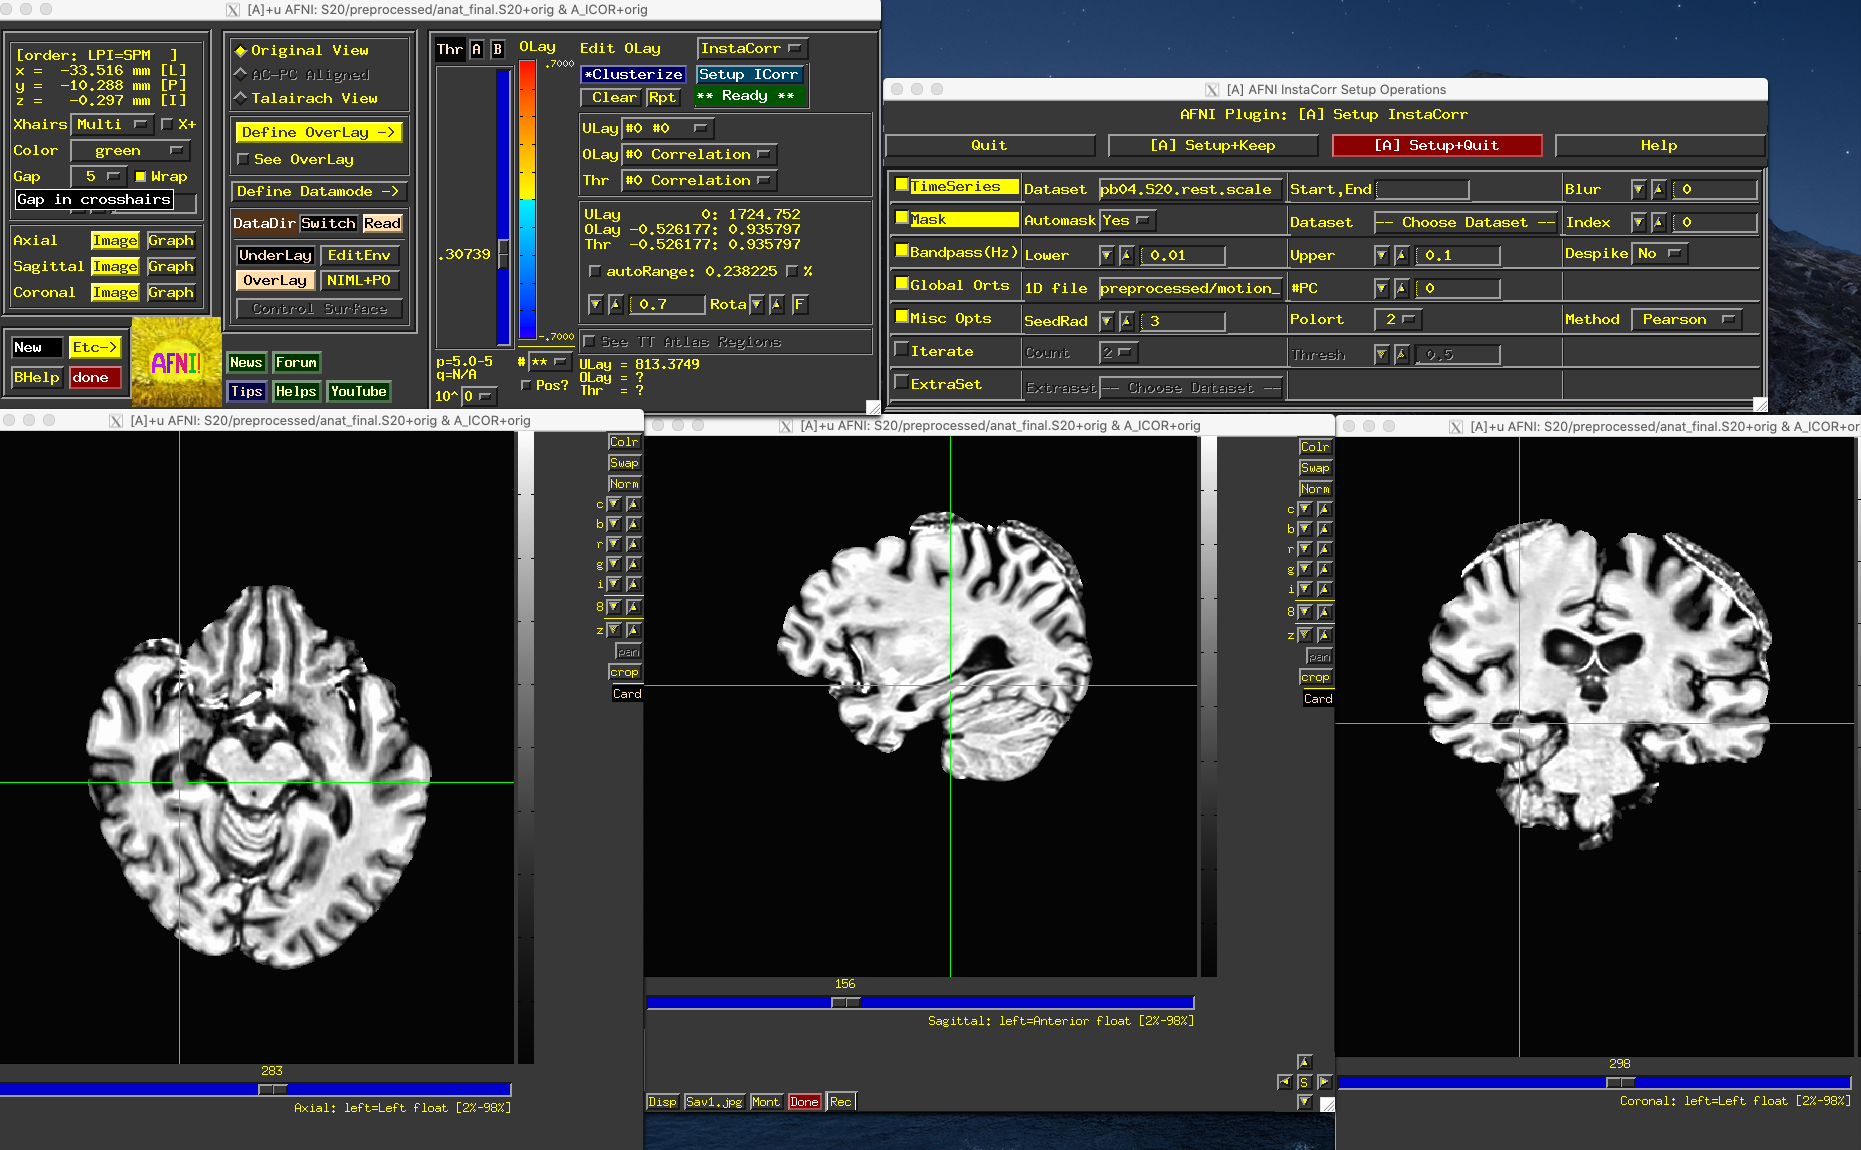 [A]+u AFNI: S20/preprocessed/anat_final.S20+orig & A_ICOR+orig
[order: LPI=SPM ]
x = -33.516 mm [L]
y = -10.288 mm [P]
z = -0.297 mm [I]
Xhairs Multi X+
Color green
Gap 5 Wrap
Gap in crosshairs
Axial Image Graph
Sagittal Image Graph
Coronal Image Graph
New Etc->
BHelp done
AFNI!
Original View
AC-PC Aligned
Talairach View
Define OverLay ->
See OverLay
Define Datamode ->
DataDir Switch Read
UnderLay EditEnv
OverLay NIML+PO
Control Surface
News Forum
Tips Helps YouTube
Thr A B OLay
.7000
.30739
-.7000
p=5.0-5
q=N/A
10^ 0
# **
Pos?
Edit OLay InstaCorr
*Clusterize Setup ICorr
Clear Rpt ** Ready **
ULay #0 #0
OLay #0 Correlation
Thr #0 Correlation
ULay 0: 1724.752
OLay -0.526177: 0.935797
Thr -0.526177: 0.935797
autoRange: 0.238225 %
0.7 Rota F
See TT Atlas Regions
ULay = 813.3749
OLay = ?
Thr = ?
[A] AFNI InstaCorr Setup Operations
AFNI Plugin: [A] Setup InstaCorr
Quit [A] Setup+Keep [A] Setup+Quit Help
TimeSeries Dataset pb04.S20.rest.scale Start,End Blur 0
Mask Automask Yes Dataset -- Choose Dataset -- Index 0
Bandpass(Hz) Lower 0.01 Upper 0.1 Despike No
Global Orts 1D file preprocessed/motion_ #PC 0
Misc Opts SeedRad 3 Polort 2 Method Pearson
Iterate Count 2 Thresh 0.5
ExtraSet Extraset -- Choose Dataset --
[A]+u AFNI: S20/preprocessed/anat_final.S20+orig & A_ICOR+orig
Colr
Swap
Norm
c
b
r
g
i
8
z
pan
crop
Card
283
Axial: left=Left float [2%-98%]
[A]+u AFNI: S20/preprocessed/anat_final.S20+orig & A_ICOR+orig
Colr
Swap
Norm
c
b
r
g
i
8
z
pan
crop
Card
156
Sagittal: left=Anterior float [2%-98%]
Disp Sav1.jpg Mont Done Rec
S
[A]+u AFNI: S20/preprocessed/anat_final.S20+orig & A_ICOR+or
298
Coronal: left=Left float [2%-98%]